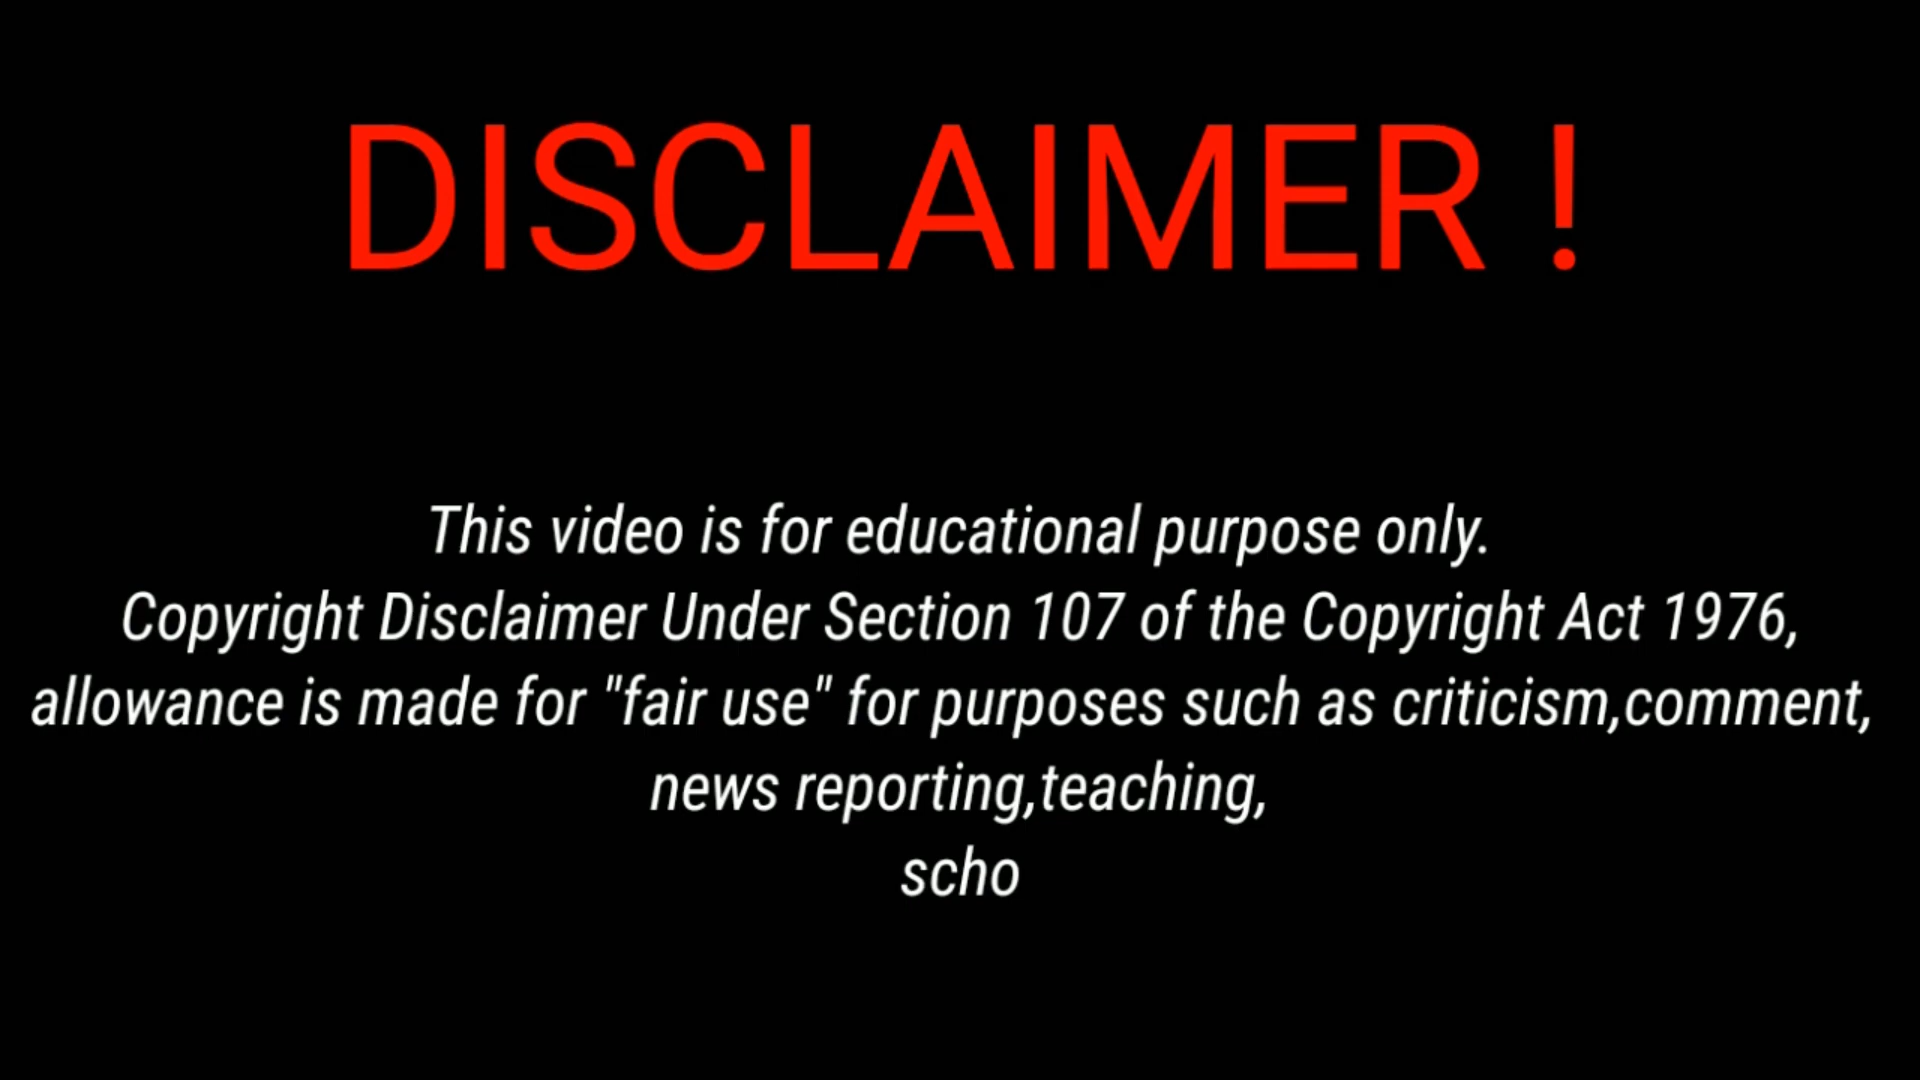 DISCLAIMER !
This video is for educational purpose only.
Copyright Disclaimer Under Section 107 of the Copyright Act 1976,
allowance is made for "fair use" for purposes such as criticism,comment,
news reporting,teaching,
scho